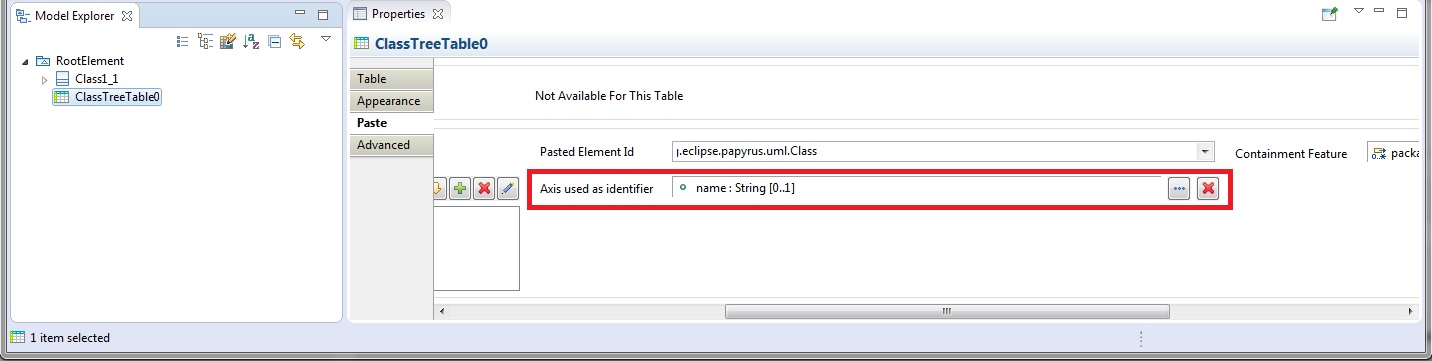 Model Explorer
RootElement
Class1_1
ClassTreeTable0
1 item selected
Properties
ClassTreeTable0
Table
Appearance
Paste
Advanced
Not Available For This Table
Pasted Element Id
.eclipse.papyrus.uml.Class
Containment Feature
packa
Axis used as identifier
name : String [0..1]